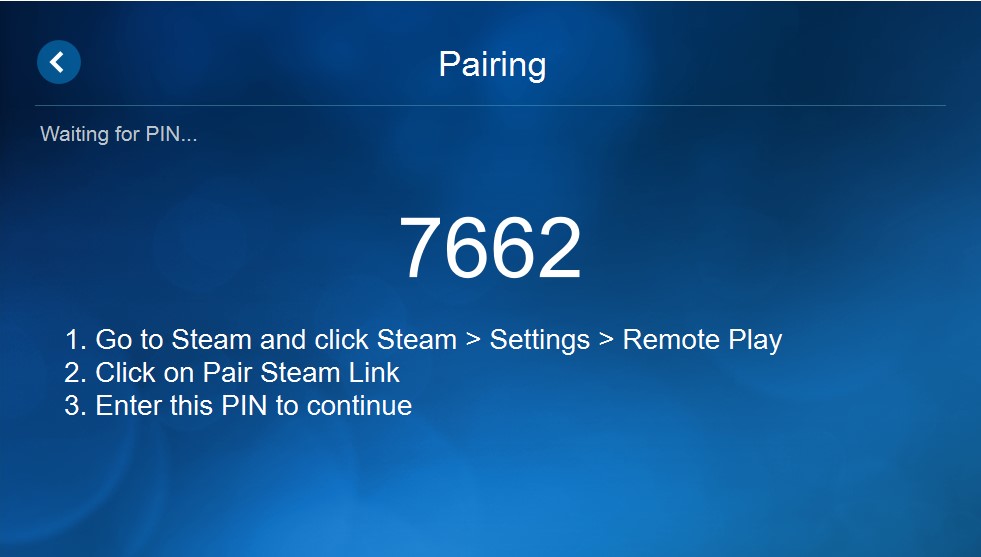 Pairing
Waiting for PIN...
7662
1. Go to Steam and click Steam > Settings > Remote Play
2. Click on Pair Steam Link
3. Enter this PIN to continue